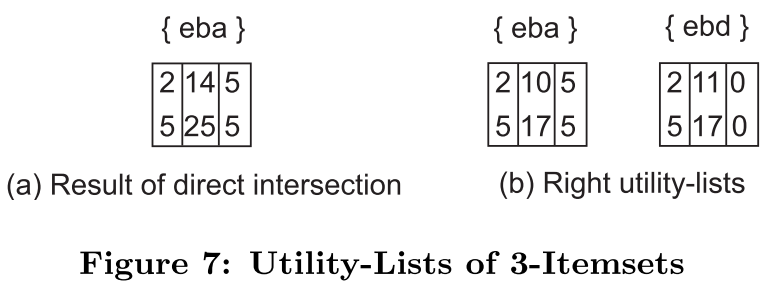 { eba } { eba } { ebd }
2 14 5 2 10 5 2 11 0
5 25 5 5 17 5 5 17 0
(a) Result of direct intersection (b) Right utility-lists
Figure 7: Utility-Lists of 3-Itemsets